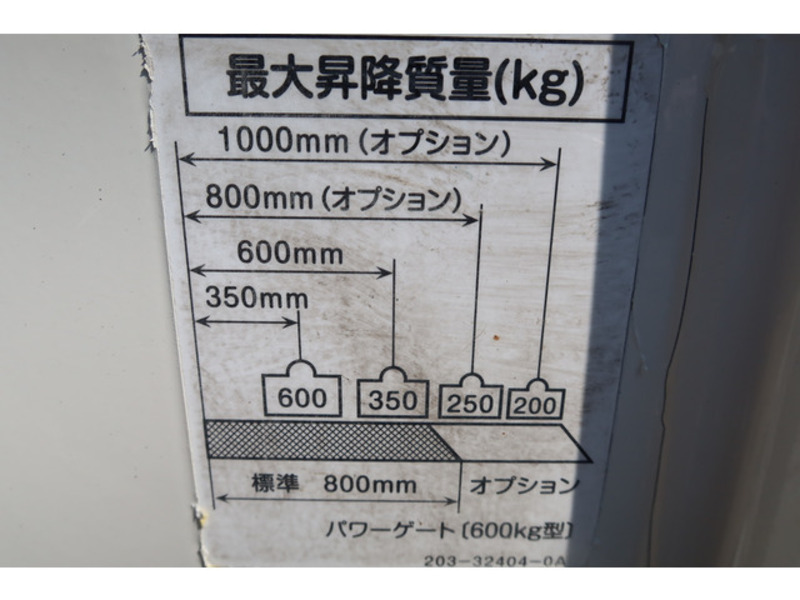 最大昇降質量(kg)
1000mm(オプション)
800mm(オプション)
600mm
350mm
600 350 250 200
標準 800mm オプション
パワーゲート〔600kg型〕
203-32404-0A